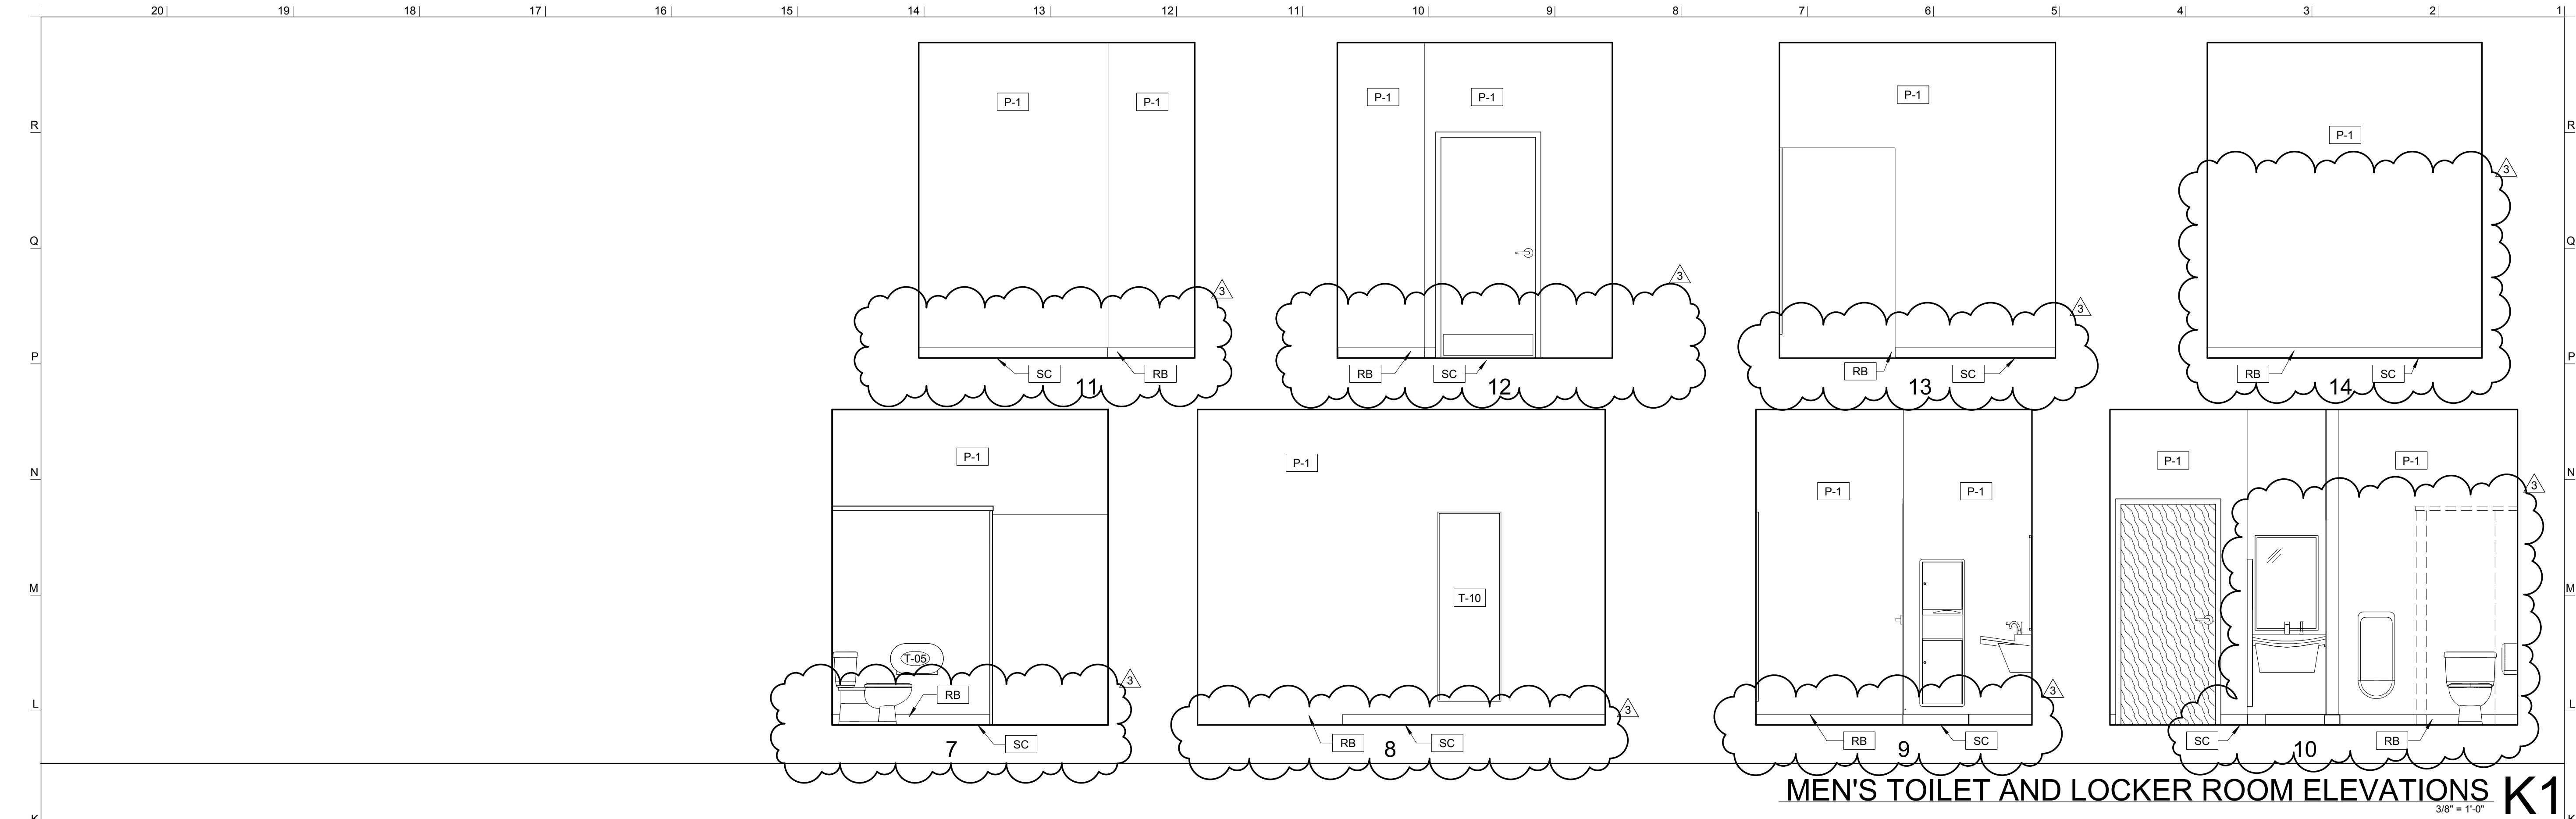 20 19 18 17 16 15 14 13 12 11 10 9 8 7 6 5 4 3 2 1
P-1 P-1 P-1 P-1 P-1 P-1
R R
3
Q Q
3 3 3
P P
SC RB RB SC RB SC RB SC
11 12 13 14
P-1 P-1 P-1 P-1 P-1 P-1
N N
3
M M
T-10
T-05
3 3
RB
L L
3
SC RB SC RB SC SC RB
7 8 9 10
MEN'S TOILET AND LOCKER ROOM ELEVATIONS K1
3/8" = 1'-0"
K K